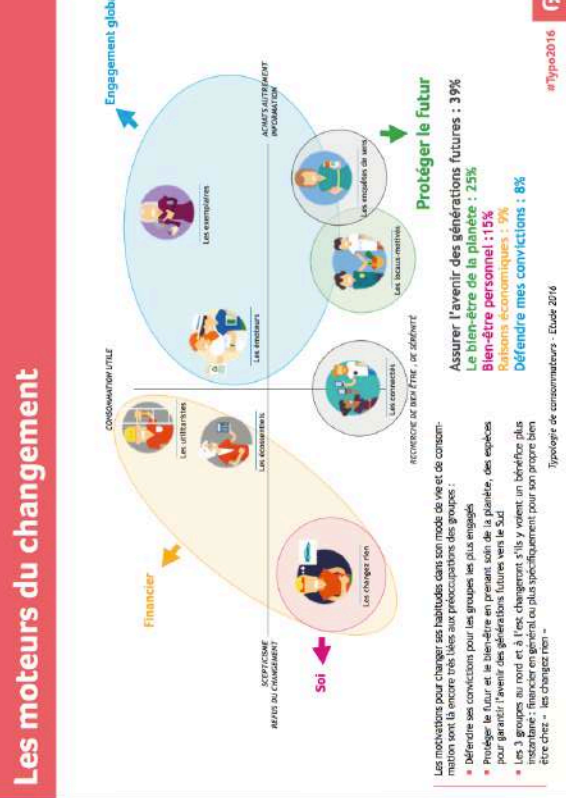 Les moteurs du changement
Engagement globa
CONSOMMATION UTILE
Financier
Les utilitaristes
Les écossentiels
Les émoteurs
Les exemplaires
SCEPTICISME
REFUS DU CHANGEMENT
ACHATS AUTREMENT
INFORMATION
Soi
Les changez rien
Les connectés
Les locaux-motivés
Les enquêtes de sens
RECHERCHE DE BIEN ÊTRE, DE SÉRÉNITÉ
Protéger le futur
Les motivations pour changer ses habitudes dans son mode de vie et de consom-
mation sont là encore très liées aux préoccupations des groupes :
Défendre ses convictions pour les groupes les plus engagés
Protéger le futur et le bien-être en prenant soin de la planète, des espèces
pour garantir l'avenir des générations futures vers le Sud
Les 3 groupes au nord et à l'est changeront s'ils y voient un bénéfice plus
instantané : financier en général ou plus spécifiquement pour son propre bien
être chez « les changez rien »
Assurer l'avenir des générations futures : 39%
Le bien-être de la planète : 25%
Bien-être personnel :15%
Raisons économiques : 9%
Défendre mes convictions : 8%
Typologie de consommateurs - Etude 2016
#Typo2016